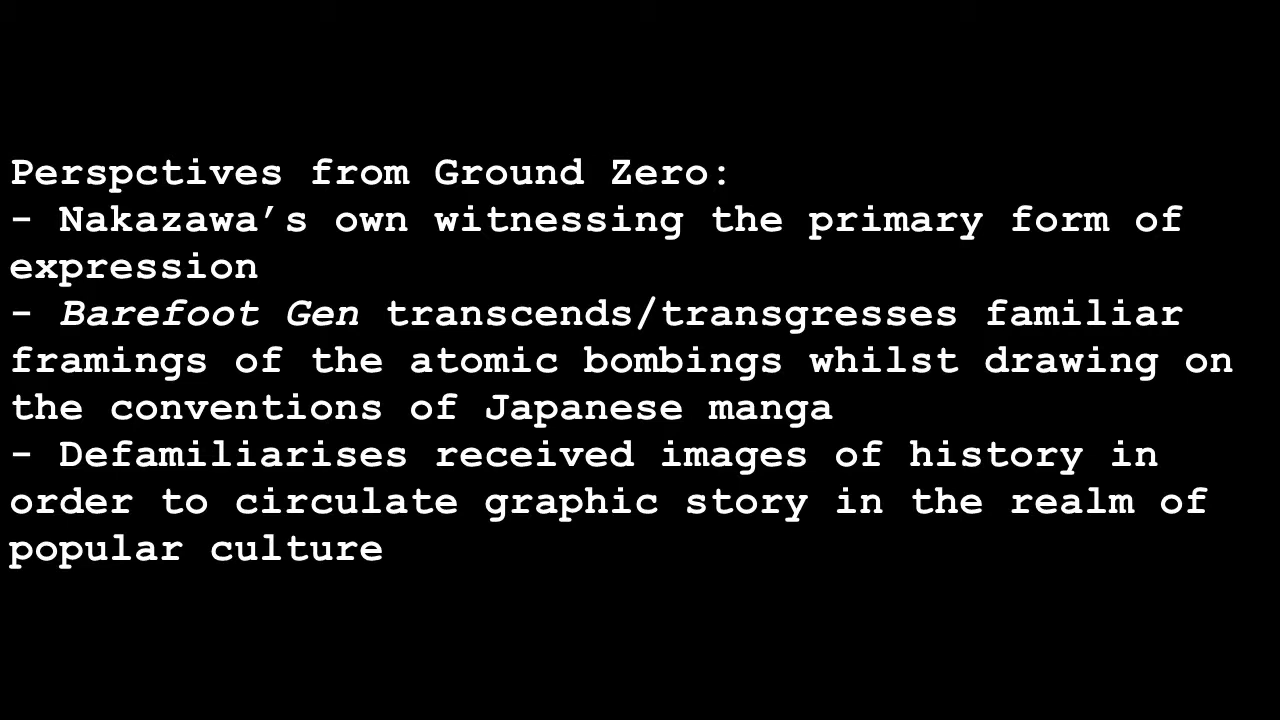 Perspctives from Ground Zero:
- Nakazawa’s own witnessing the primary form of
expression
- Barefoot Gen transcends/transgresses familiar
framings of the atomic bombings whilst drawing on
the conventions of Japanese manga
- Defamiliarises received images of history in
order to circulate graphic story in the realm of
popular culture